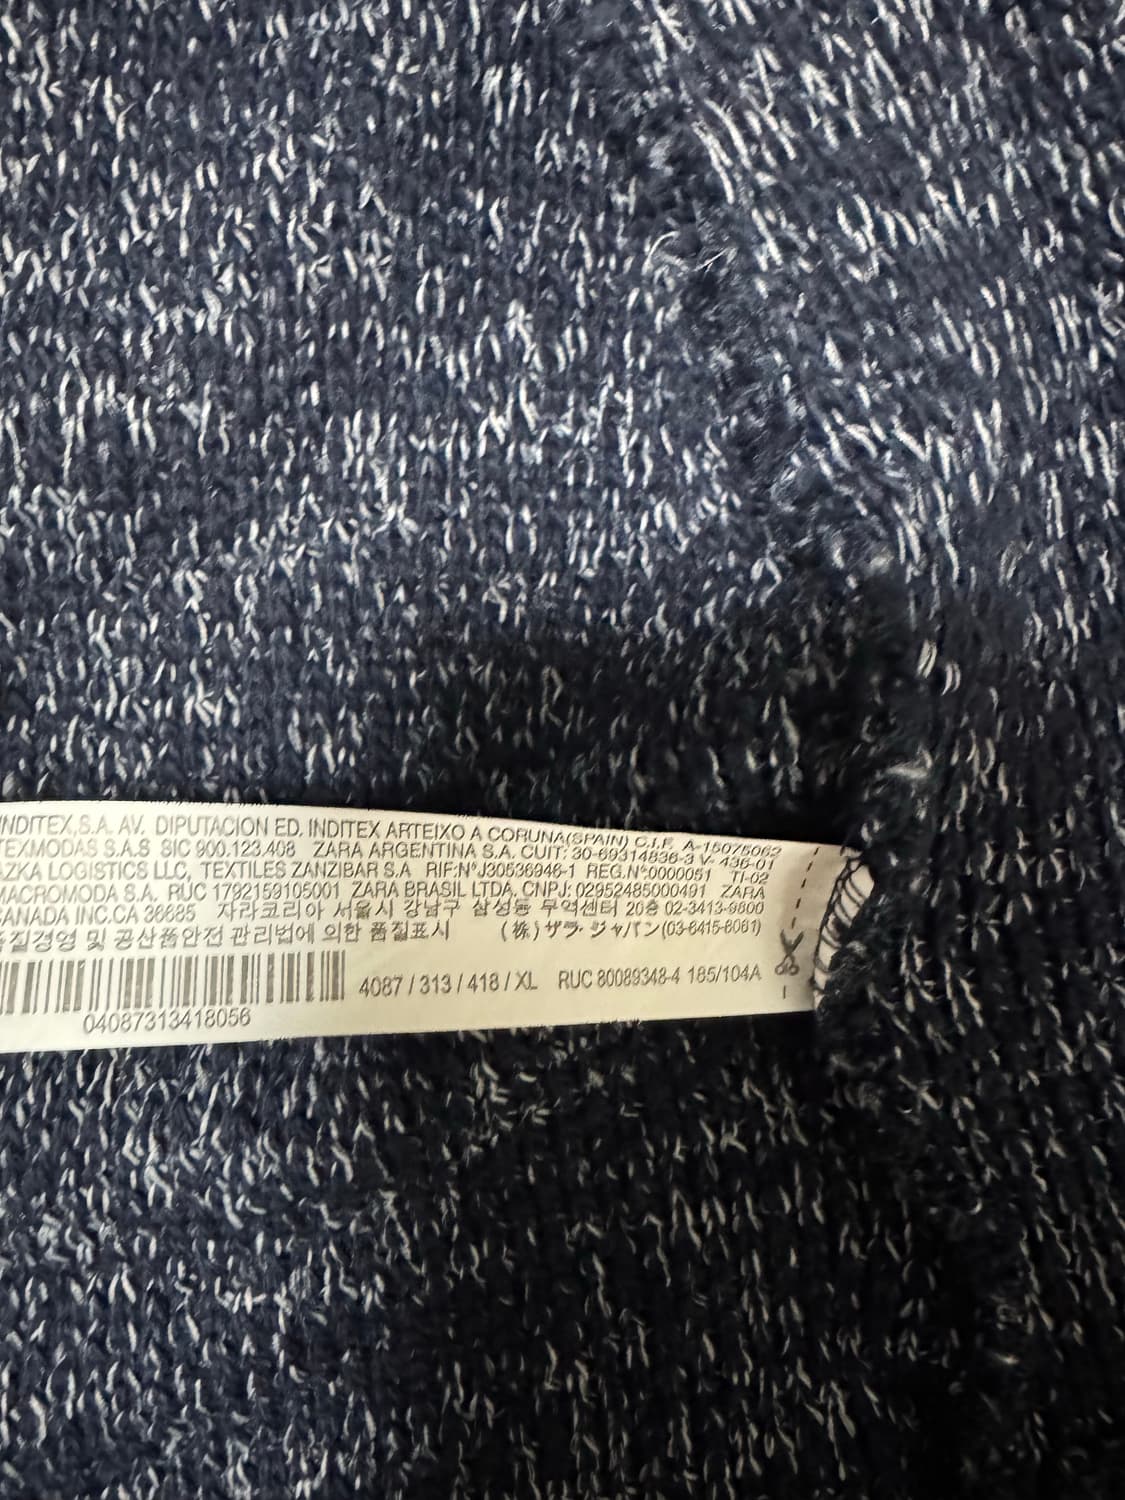 INDITEX,S.A. AV. DIPUTACION ED. INDITEX ARTEIXO A CORUNA(SPAIN) C.I.F. A-15075062
TEXMODAS S.A.S SIC 900.123.408 ZARA ARGENTINA S.A. CUIT: 30-69314836-3 V- 436-01
AZKA LOGISTICS LLC, TEXTILES ZANZIBAR S.A RIF:N°J30536946-1 REG.N°:0000051 TI-02
MACROMODA S.A. RUC 1792159105001 ZARA BRASIL LTDA. CNPJ: 02952485000491 ZARA
CANADA INC.CA 36685 자라코리아 서울시 강남구 삼성동 무역센터 20층 02-3413-9800
품질경영 및 공산품안전 관리법에 의한 품질표시 (株)ザラ・ジャパン(03-6415-8061)
4087 / 313 / 418 / XL RUC 80089348-4 185/104A
04087313418056